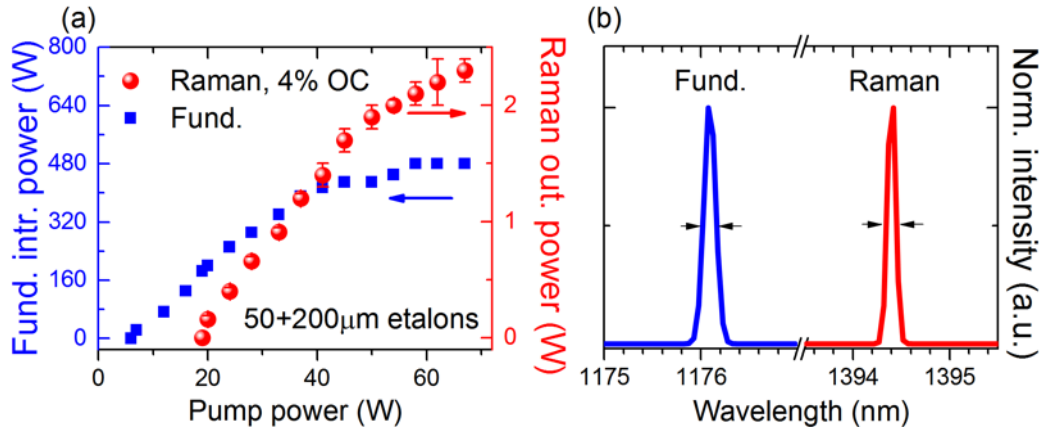 (a)
Fund. intr. power (W)
800
640
480
320
160
0
Raman, 4% OC
Fund.
50+200μm etalons
2
1
0
Raman out. power (W)
0
20
40
60
Pump power (W)
(b)
Fund.
Raman
Norm. intensity (a.u.)
1175
1176
1394
1395
Wavelength (nm)